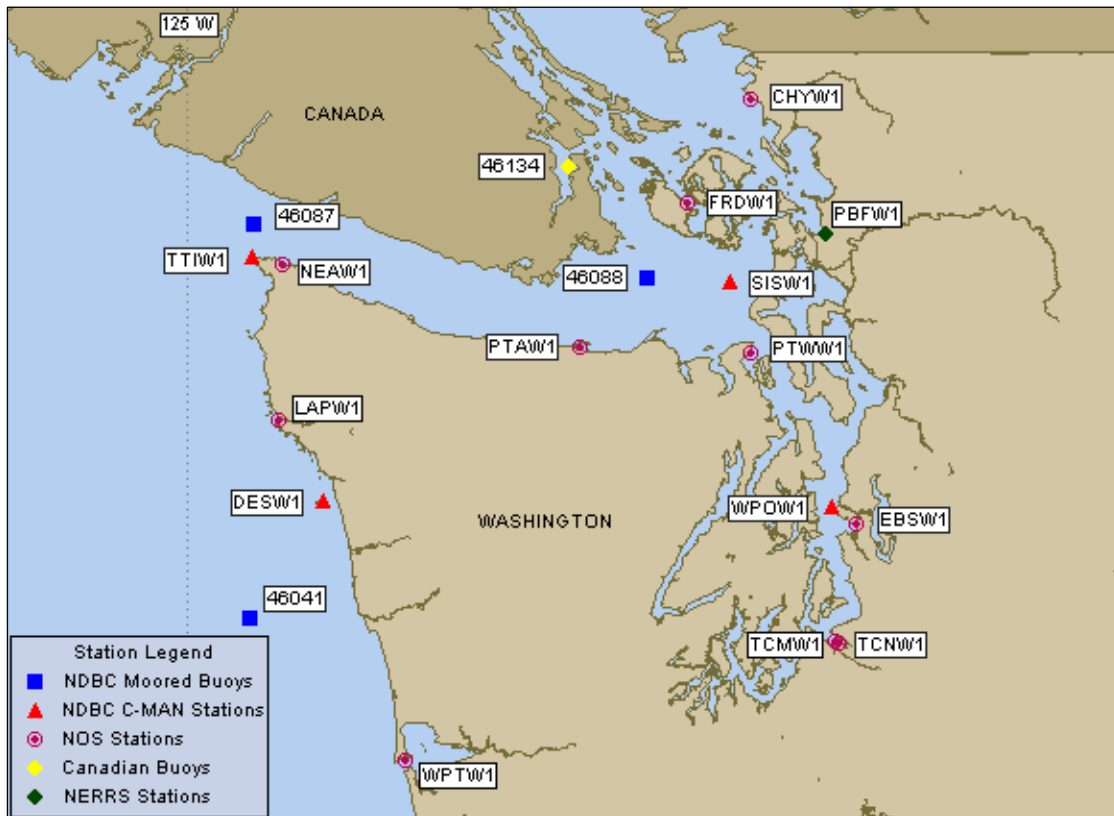 125 W
CHYW1
CANADA
46134
FRDW1
PBFW1
46087
TTIW1
NEAW1
46088
SISW1
PTAW1
PTWW1
LAPW1
DESW1
WPOW1
EBSW1
WASHINGTON
46041
TCMW1
TCNW1
WPTW1
Station Legend
NDBC Moored Buoys
NDBC C-MAN Stations
NOS Stations
Canadian Buoys
NERRS Stations